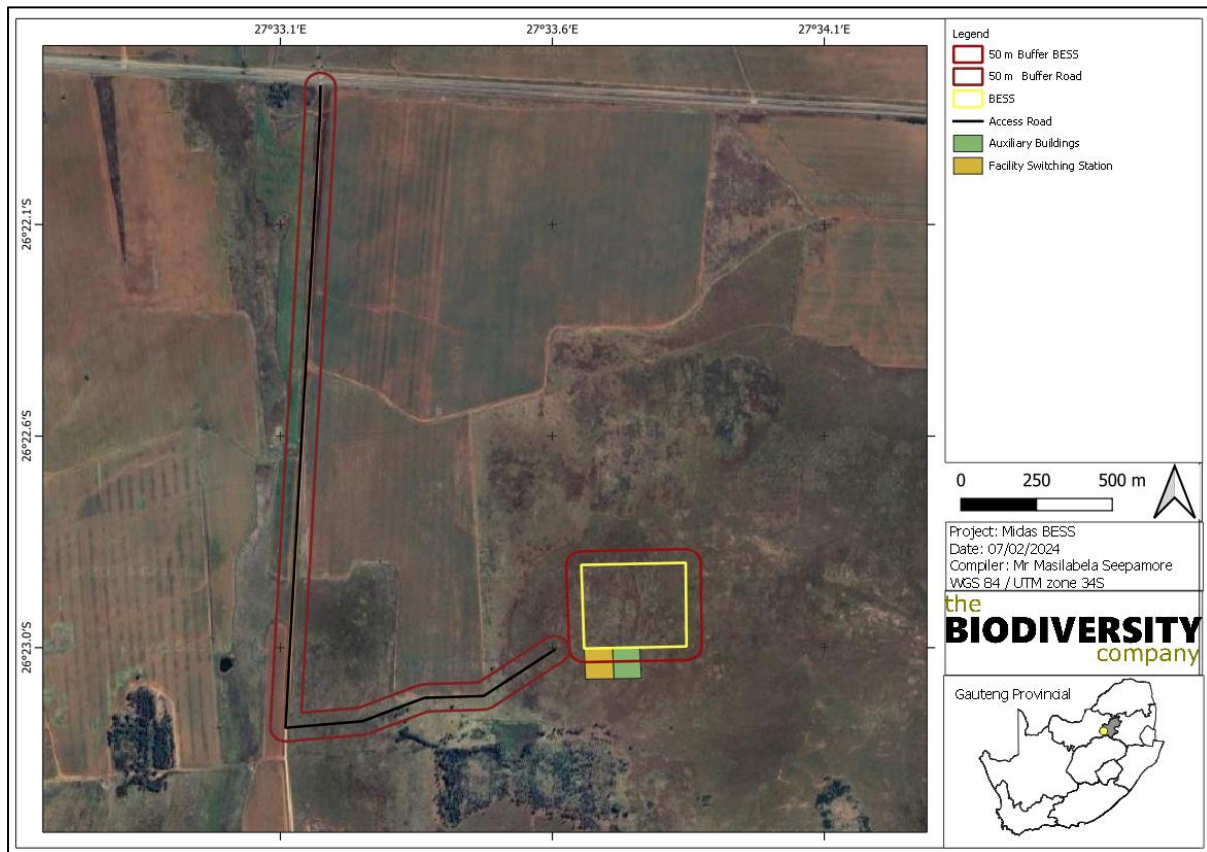 27°33.1'E 27°33.6'E 27°34.1'E
26°22.1'S
26°22.6'S
26°23.0'S
Legend
50 m Buffer BESS
50 m Buffer Road
BESS
Access Road
Auxiliary Buildings
Facility Switching Station
0 250 500 m
Project: Midas BESS
Date: 07/02/2024
Compiler: Mr Masilabela Seepamore
WGS 84 / UTM zone 34S
the
BIODIVERSITY
company
Gauteng Provincial